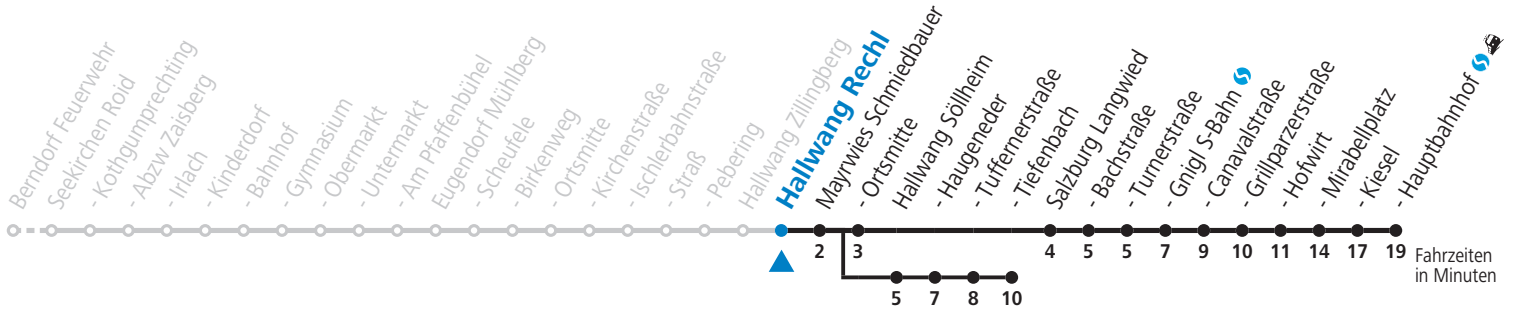 Berndorf Feuerwehr
Seekirchen Roid
- Kothgumprechting
- Abzw Zaisberg
- Irlach
- Kinderdorf
- Bahnhof
- Gymnasium
- Obermarkt
- Untermarkt
- Am Pfaffenbühel
Eugendorf Mühlberg
- Scheufele
- Birkenweg
- Ortsmitte
- Kirchenstraße
- Ischlerbahnstraße
- Straß
- Pebering
Hallwang Zillingberg
Hallwang Rechl
Mayrwies Schmiedbauer
- Ortsmitte
Hallwang Söllheim
- Haugeneder
- Tuffernerstraße
- Tiefenbach
Salzburg Langwied
- Bachstraße
- Turnerstraße
- Gnigl S-Bahn
- Canavalstraße
- Grillparzerstraße
- Hofwirt
- Mirabellplatz
- Kiesel
- Hauptbahnhof
2 3 4 5 5 7 9 10 11 14 17 19
Fahrzeiten
in Minuten
5 7 8 10